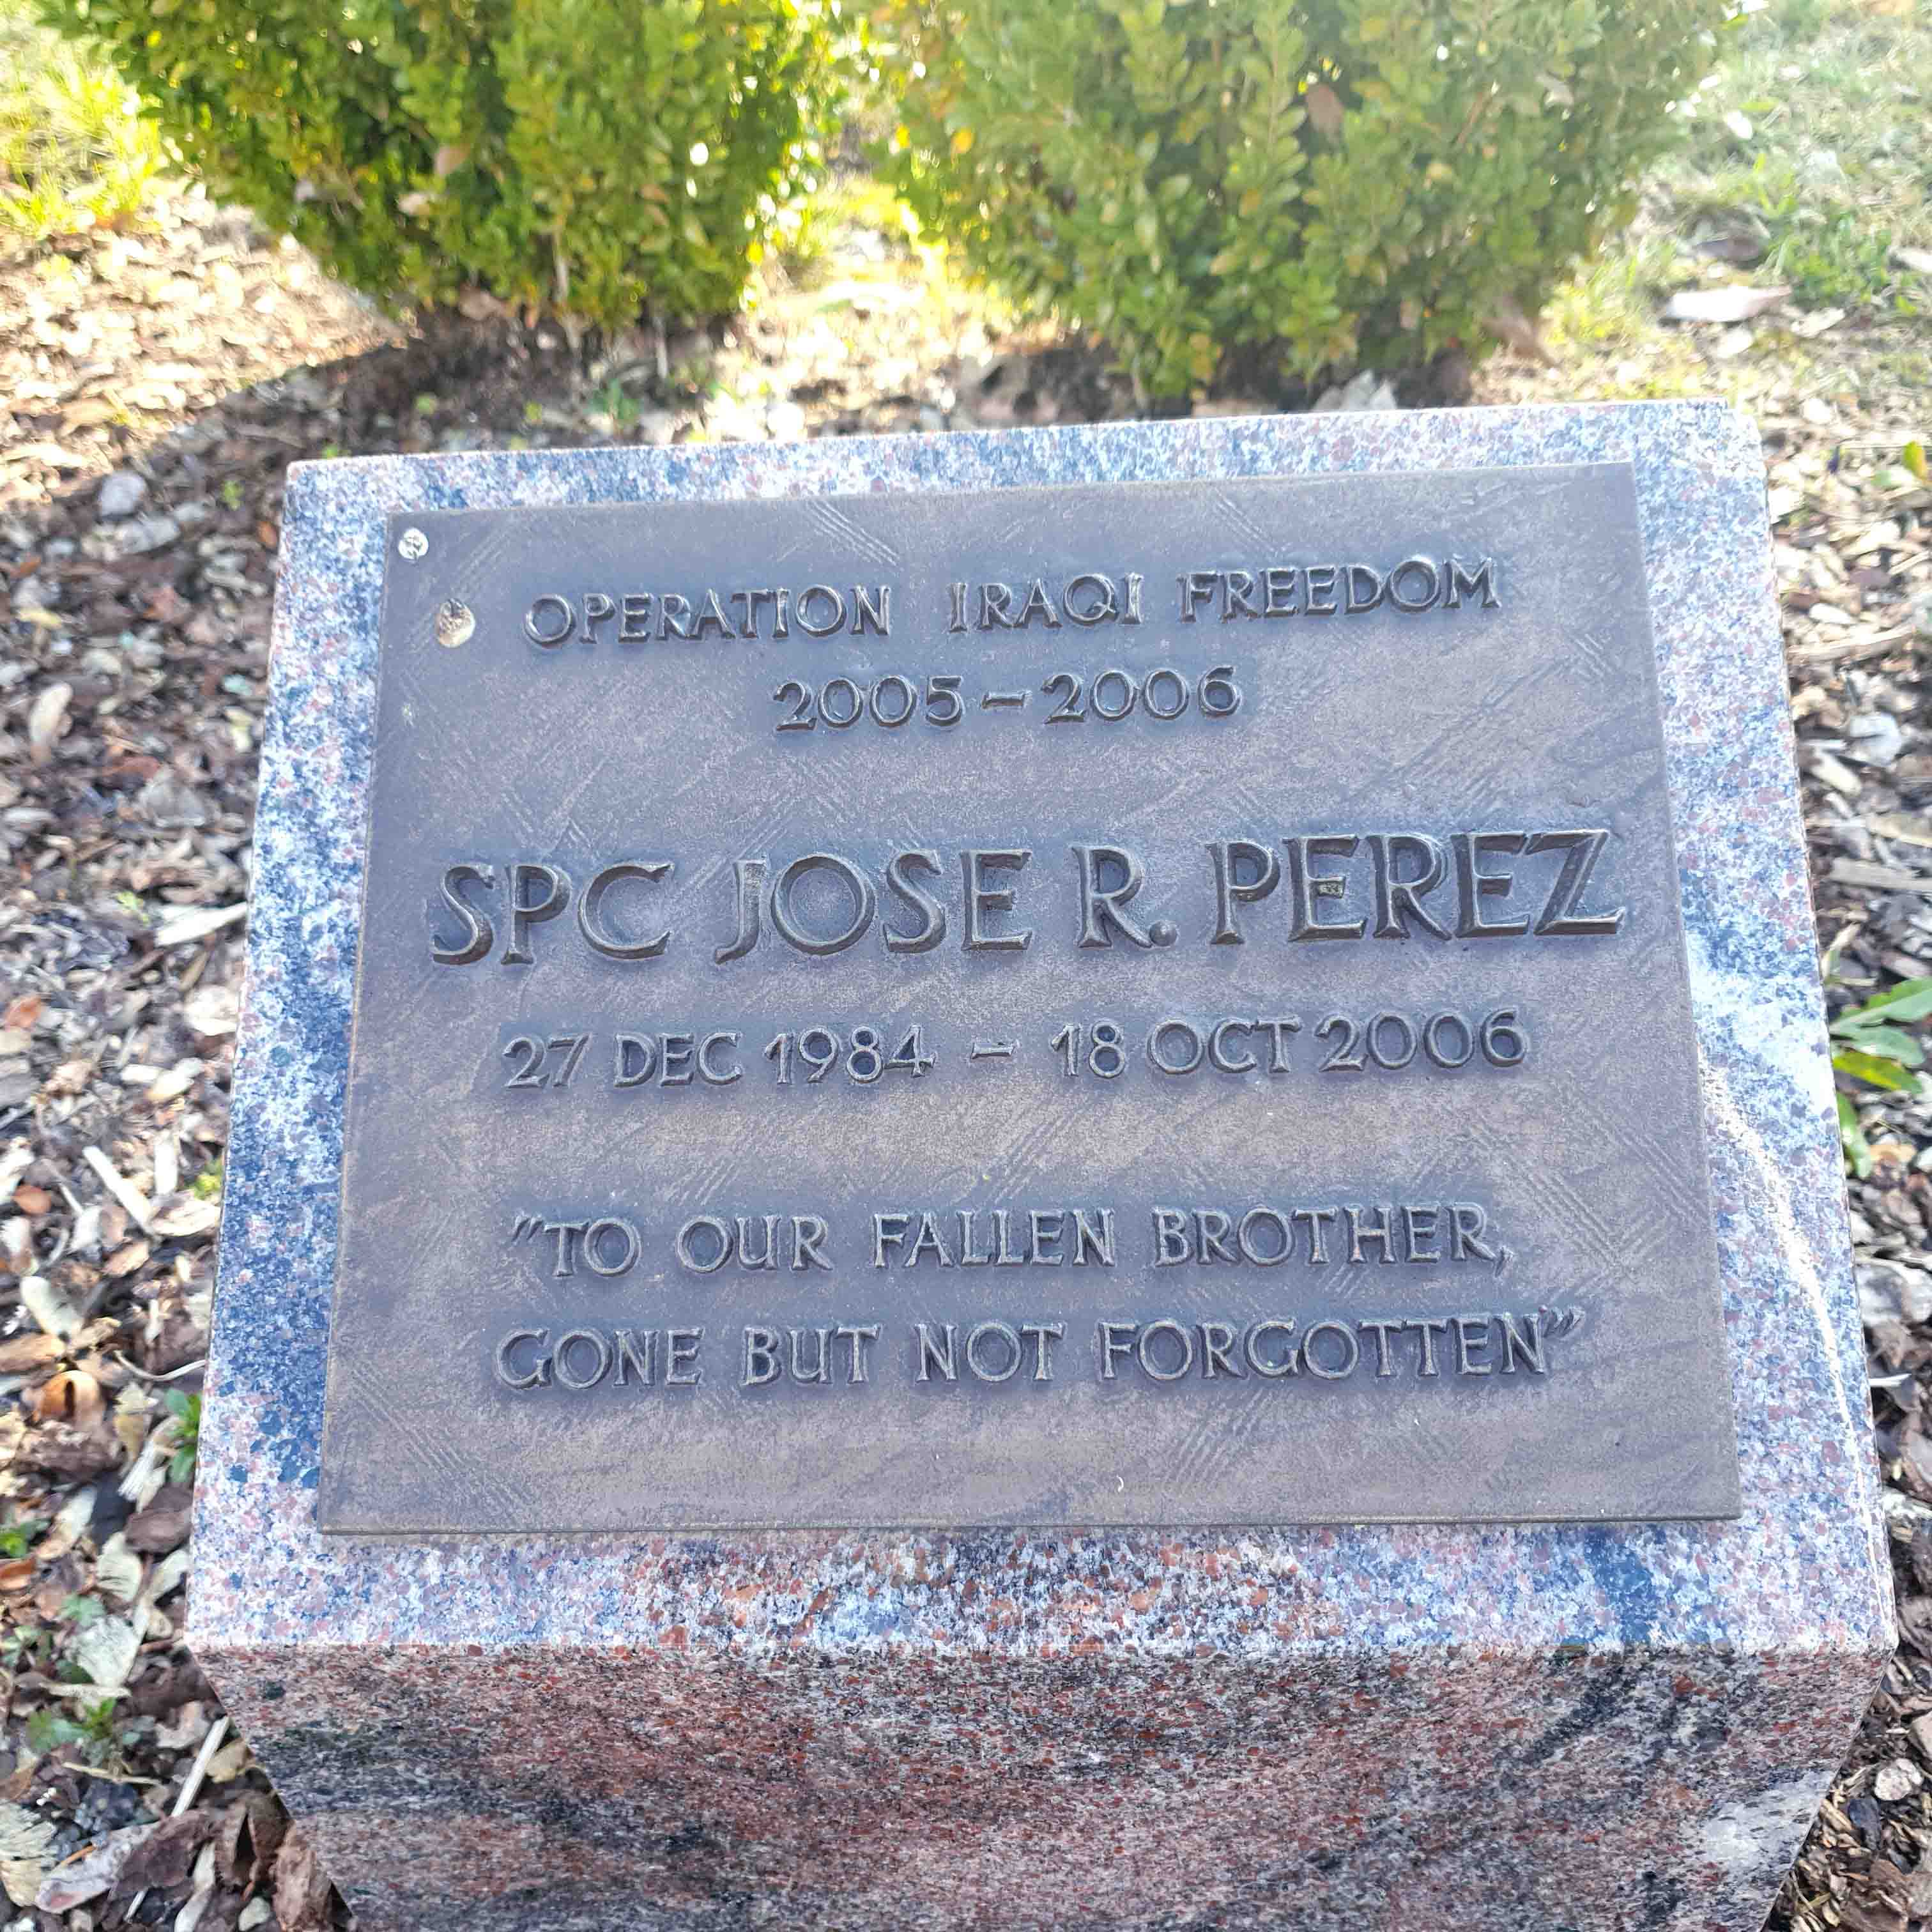 OPERATION IRAQI FREEDOM
2005 - 2006
SPC JOSE R. PEREZ
27 DEC 1984 - 18 OCT 2006
"TO OUR FALLEN BROTHER,
GONE BUT NOT FORGOTTEN"